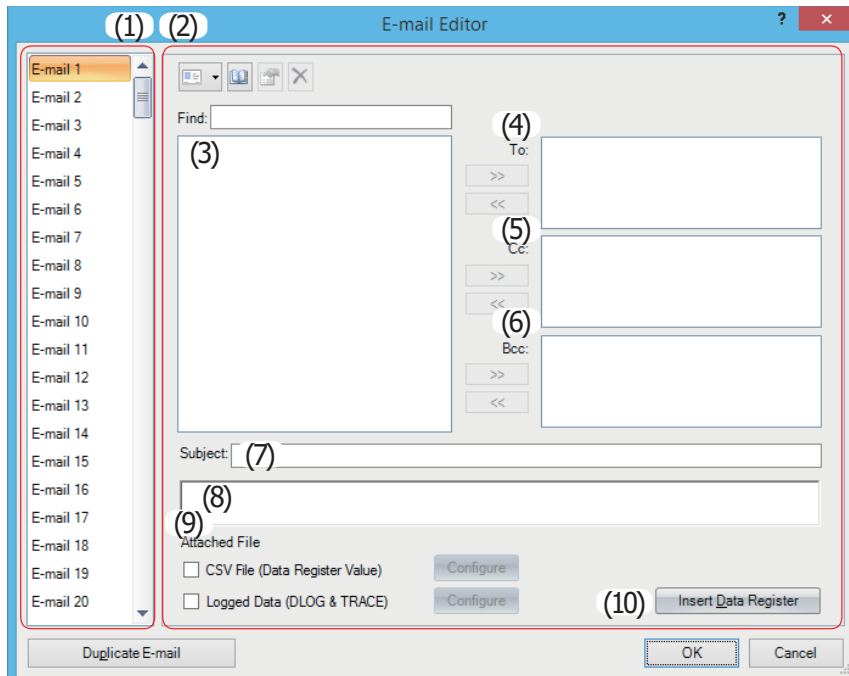 (1) (2) E-mail Editor ? ×
E-mail 1
E-mail 2
E-mail 3
E-mail 4
E-mail 5
E-mail 6
E-mail 7
E-mail 8
E-mail 9
E-mail 10
E-mail 11
E-mail 12
E-mail 13
E-mail 14
E-mail 15
E-mail 16
E-mail 17
E-mail 18
E-mail 19
E-mail 20
Find:
(3)
(4)
To:
>>
<<
(5)
Cc:
>>
<<
(6)
Bcc:
>>
<<
Subject: (7)
(8)
(9)
Attached File
CSV File (Data Register Value) Configure
Logged Data (DLOG & TRACE) Configure
(10) Insert Data Register
Duplicate E-mail OK Cancel